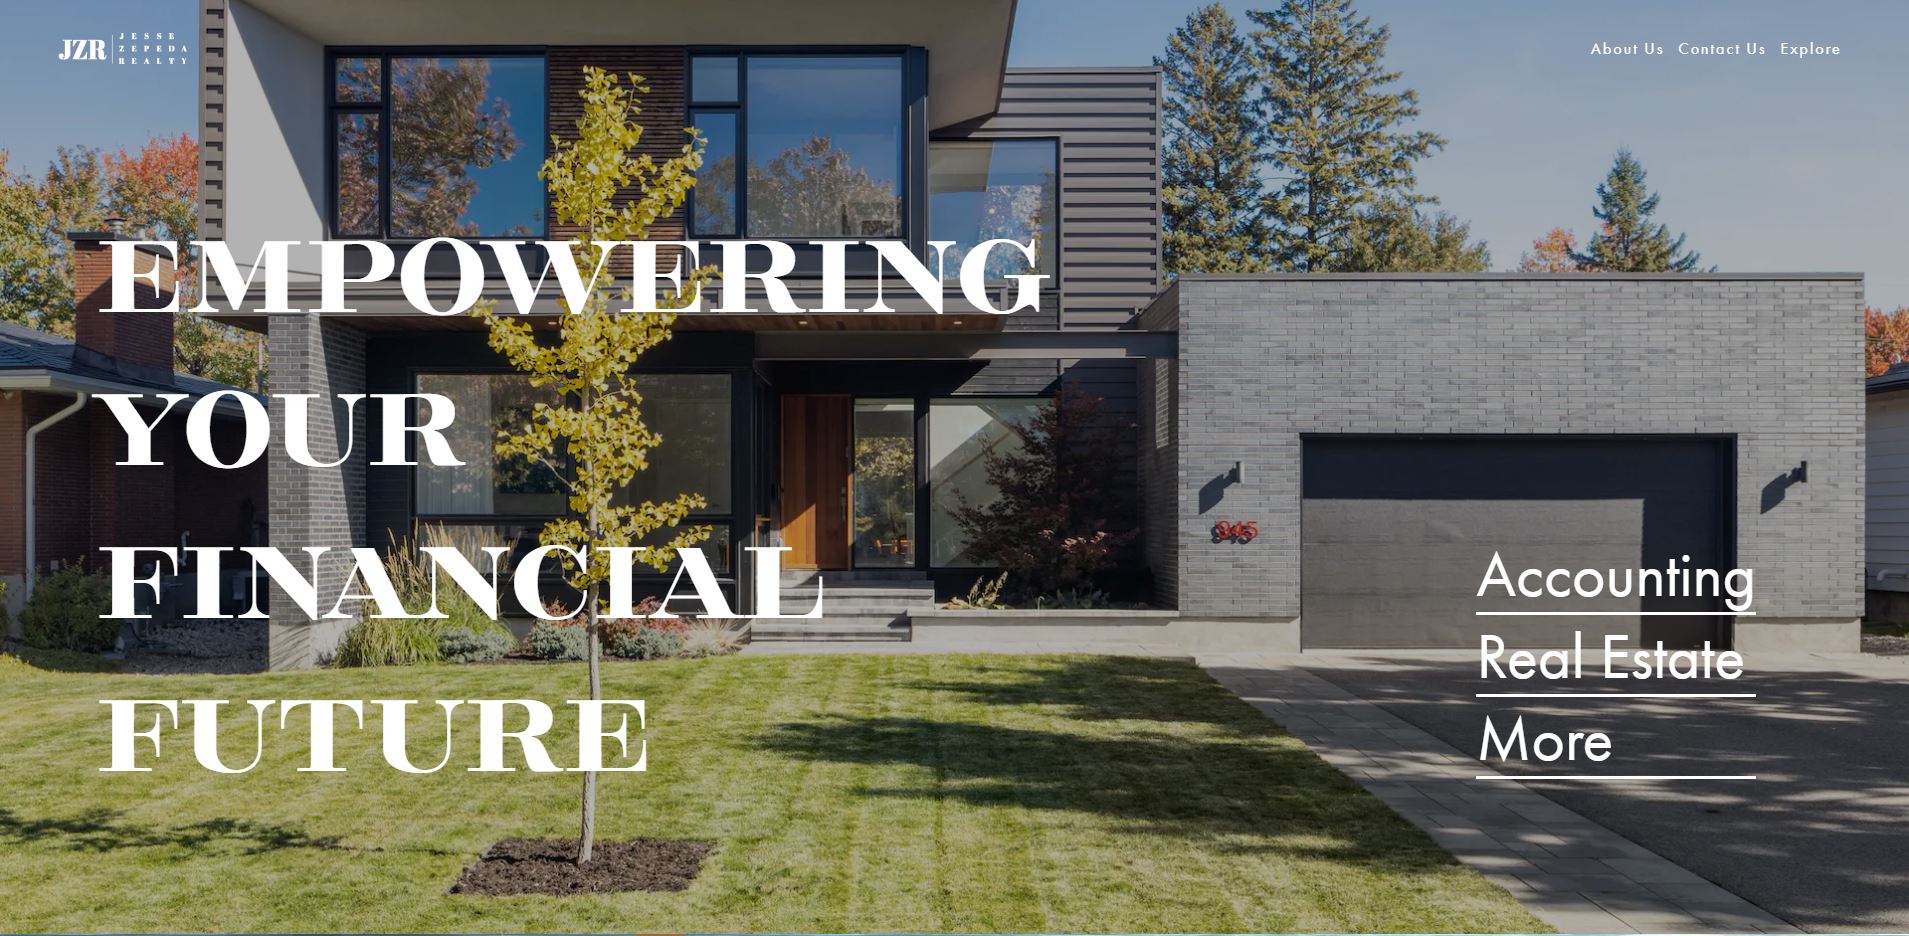 JZR
JESSE
ZEPEDA
REALTY
About Us Contact Us Explore
EMPOWERING
YOUR
FINANCIAL
FUTURE
945
Accounting
Real Estate
More